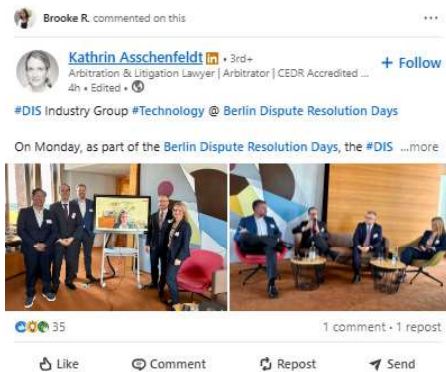 Brooke R. commented on this
Kathrin Asschenfeldt in • 3rd+
Arbitration & Litigation Lawyer | Arbitrator | CEDR Accredited ...
4h • Edited •
+ Follow
#DIS Industry Group #Technology @ Berlin Dispute Resolution Days
On Monday, as part of the Berlin Dispute Resolution Days, the #DIS ...more
35
1 comment • 1 repost
Like
Comment
Repost
Send